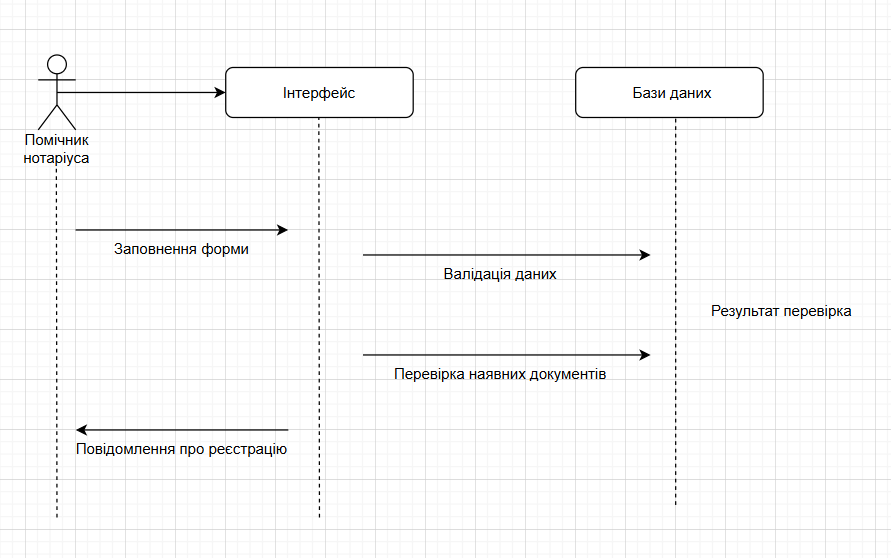 Інтерфейс
Бази даних
Помічник
нотаріуса
Заповнення форми
Валідація даних
Результат перевірка
Перевірка наявних документів
Повідомлення про реєстрацію